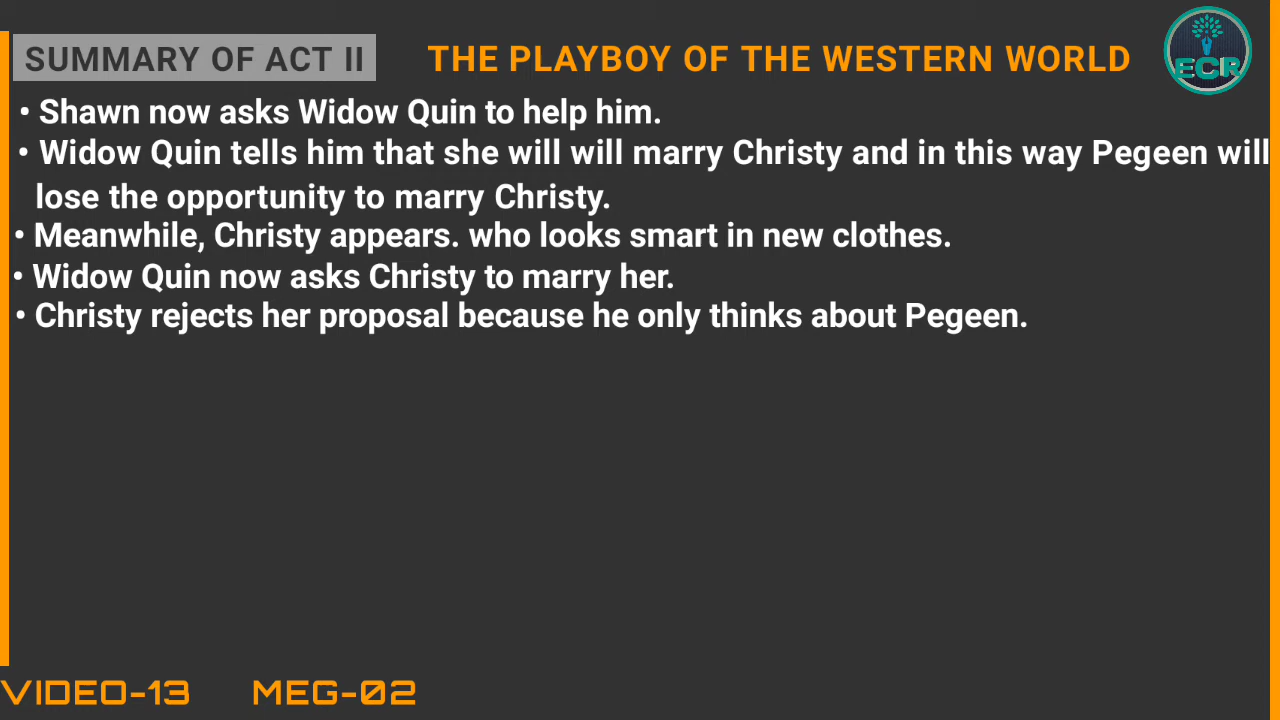 SUMMARY OF ACT II THE PLAYBOY OF THE WESTERN WORLD
ECR
• Shawn now asks Widow Quin to help him.
• Widow Quin tells him that she will will marry Christy and in this way Pegeen will
lose the opportunity to marry Christy.
• Meanwhile, Christy appears. who looks smart in new clothes.
• Widow Quin now asks Christy to marry her.
• Christy rejects her proposal because he only thinks about Pegeen.
VIDEO-13 MEG-02